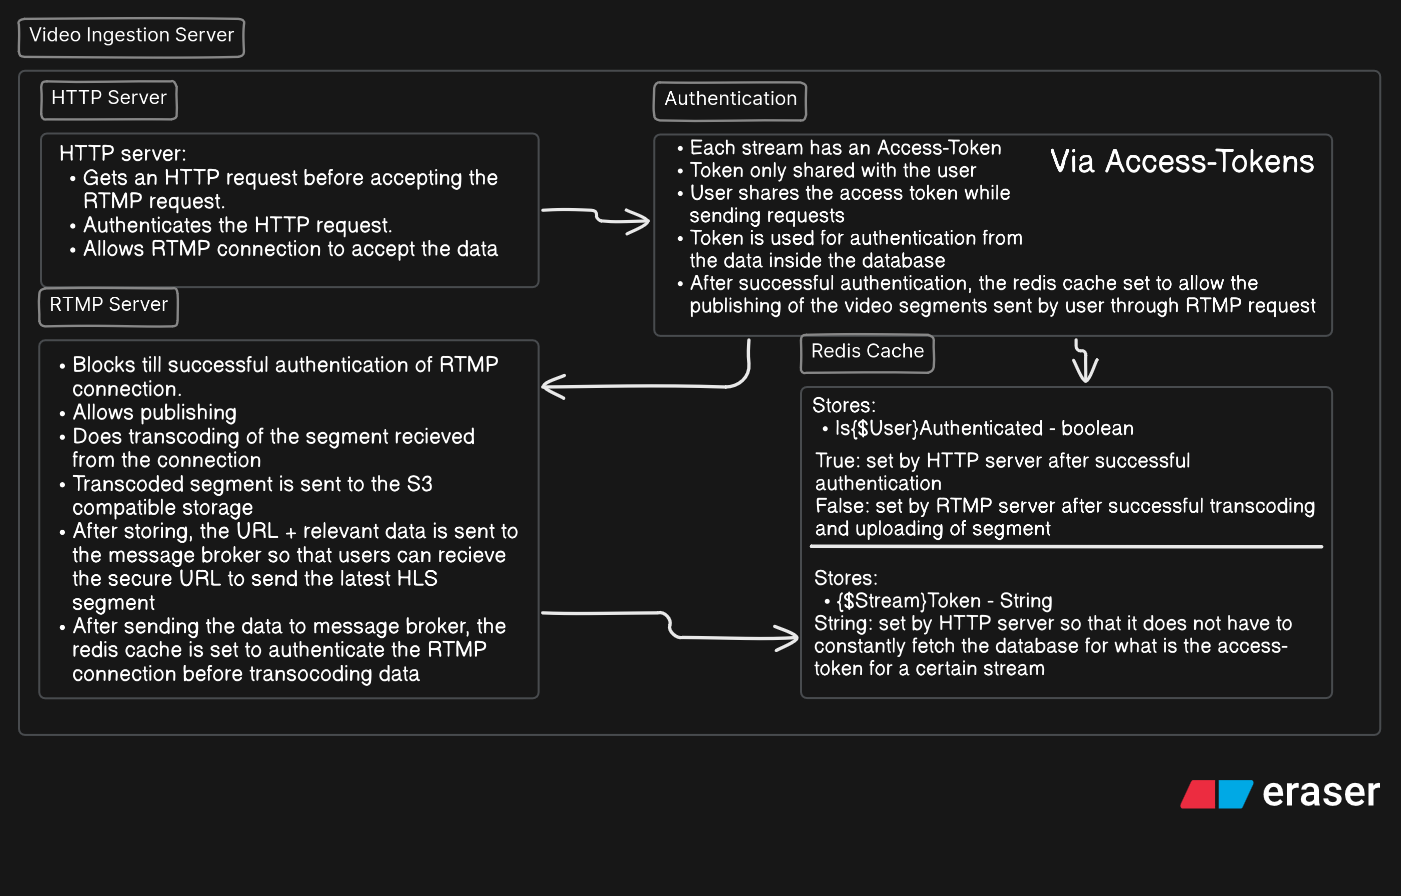 Video Ingestion Server
HTTP Server
HTTP server:
• Gets an HTTP request before accepting the
RTMP request.
• Authenticates the HTTP request.
• Allows RTMP connection to accept the data
Authentication
Via Access-Tokens
• Each stream has an Access-Token
• Token only shared with the user
• User shares the access token while
sending requests
• Token is used for authentication from
the data inside the database
• After successful authentication, the redis cache set to allow the
publishing of the video segments sent by user through RTMP request
RTMP Server
• Blocks till successful authentication of RTMP
connection.
• Allows publishing
• Does transcoding of the segment recieved
from the connection
• Transcoded segment is sent to the S3
compatible storage
• After storing, the URL + relevant data is sent to
the message broker so that users can recieve
the secure URL to send the latest HLS
segment
• After sending the data to message broker, the
redis cache is set to authenticate the RTMP
connection before transocoding data
Redis Cache
Stores:
• Is{$User}Authenticated - boolean
True: set by HTTP server after successful
authentication
False: set by RTMP server after successful transcoding
and uploading of segment
Stores:
• {$Stream}Token - String
String: set by HTTP server so that it does not have to
constantly fetch the database for what is the access-
token for a certain stream
eraser